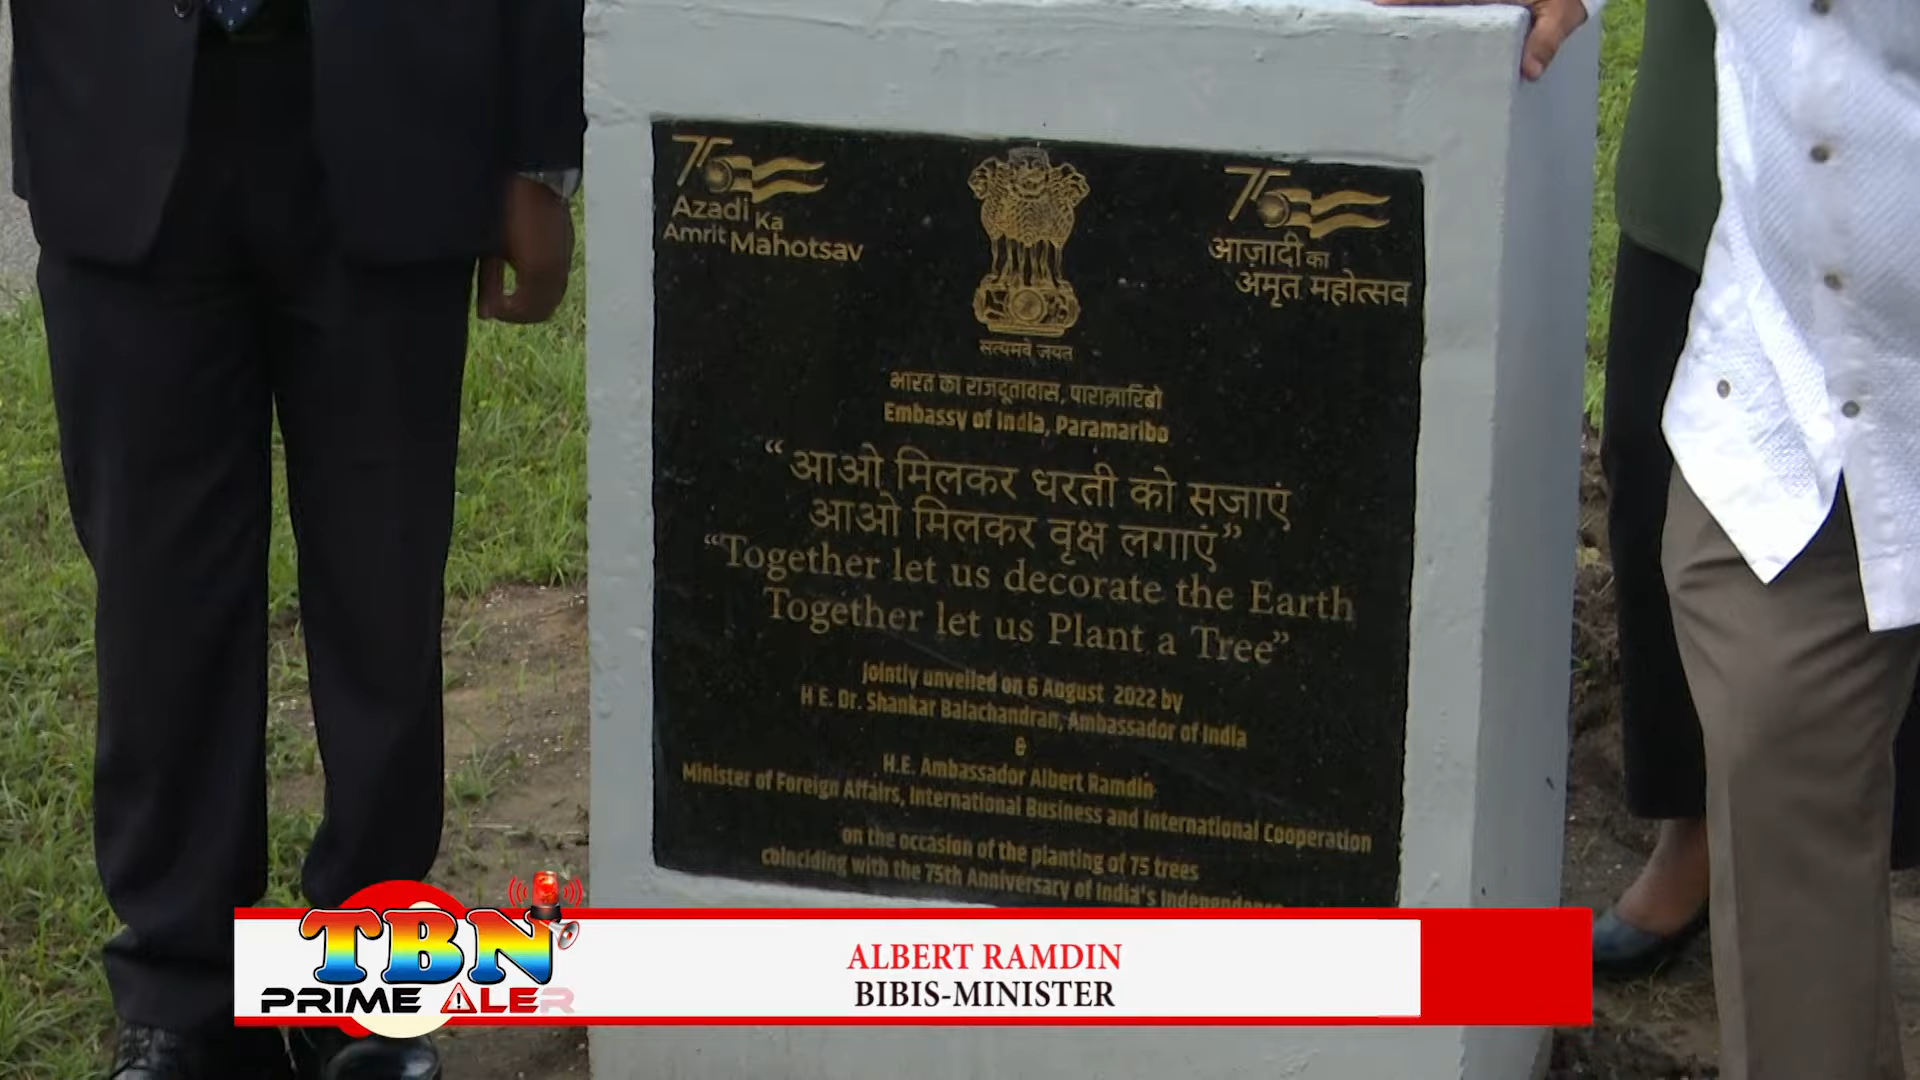 75
Azadi Ka
Amrit Mahotsav
75
आज़ादी का
अमृत महोत्सव
सत्यमेव जयते
भारत का राजदूतावास, पारामारिबो
Embassy of India, Paramaribo
“आओ मिलकर धरती को सजाएं
आओ मिलकर वृक्ष लगाएं”
“Together let us decorate the Earth
Together let us Plant a Tree”
Jointly unveiled on 6 August 2022 by
H E. Dr. Shankar Balachandran, Ambassador of India
&
H.E. Ambassador Albert Ramdin
Minister of Foreign Affairs, International Business and International Cooperation
on the occasion of the planting of 75 trees
coinciding with the 75th Anniversary of India's Independence
TBN
PRIME ALER
ALBERT RAMDIN
BIBIS-MINISTER